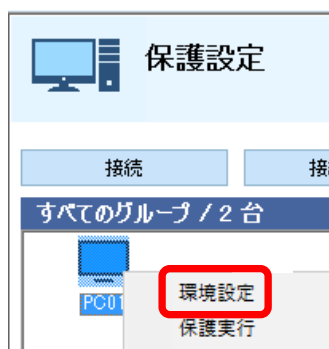 保護設定
接続
接
すべてのグループ / 2 台
PC01
環境設定
保護実行